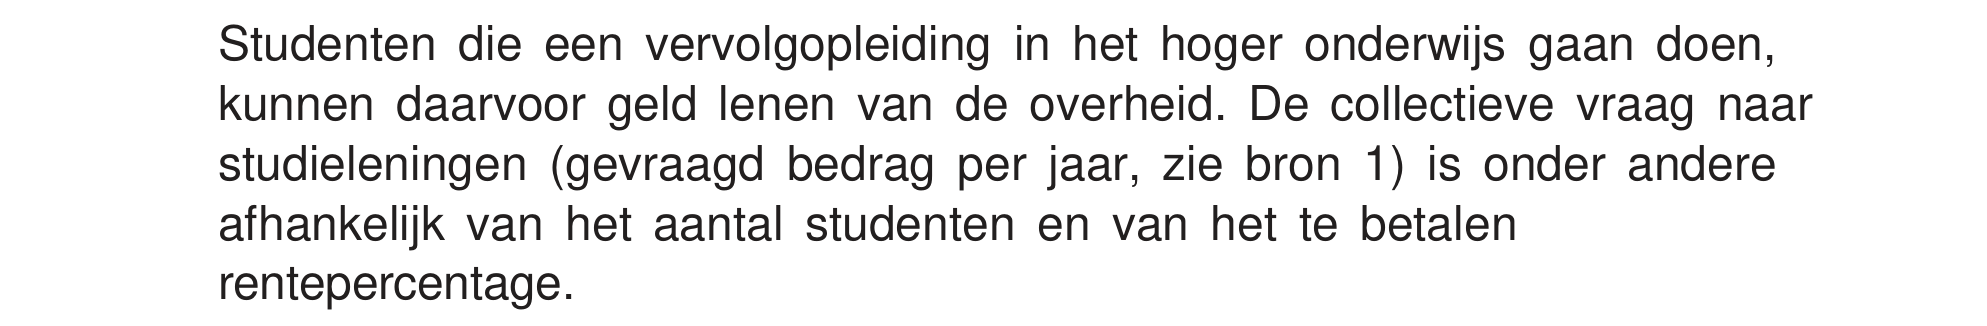 Studenten die een vervolgopleiding in het hoger onderwijs gaan doen,
kunnen daarvoor geld lenen van de overheid. De collectieve vraag naar
studieleningen (gevraagd bedrag per jaar, zie bron 1) is onder andere
afhankelijk van het aantal studenten en van het te betalen
rentepercentage.